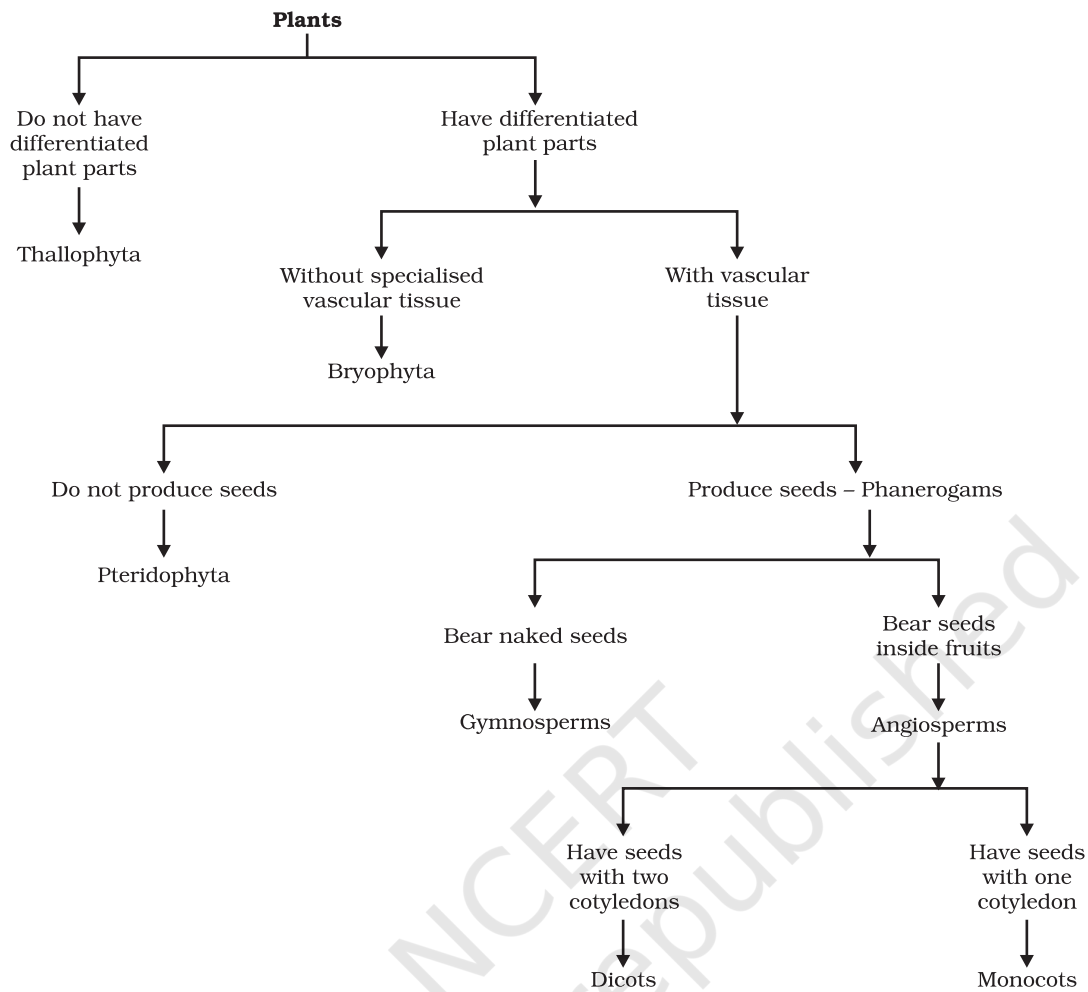 Plants
Do not have
differentiated
plant parts
Have differentiated
plant parts
Thallophyta
Without specialised
vascular tissue
With vascular
tissue
Bryophyta
Do not produce seeds
Produce seeds – Phanerogams
Pteridophyta
Bear naked seeds
Bear seeds
inside fruits
Gymnosperms
Angiosperms
Have seeds
with two
cotyledons
Have seeds
with one
cotyledon
Dicots
Monocots
NCERT
republished